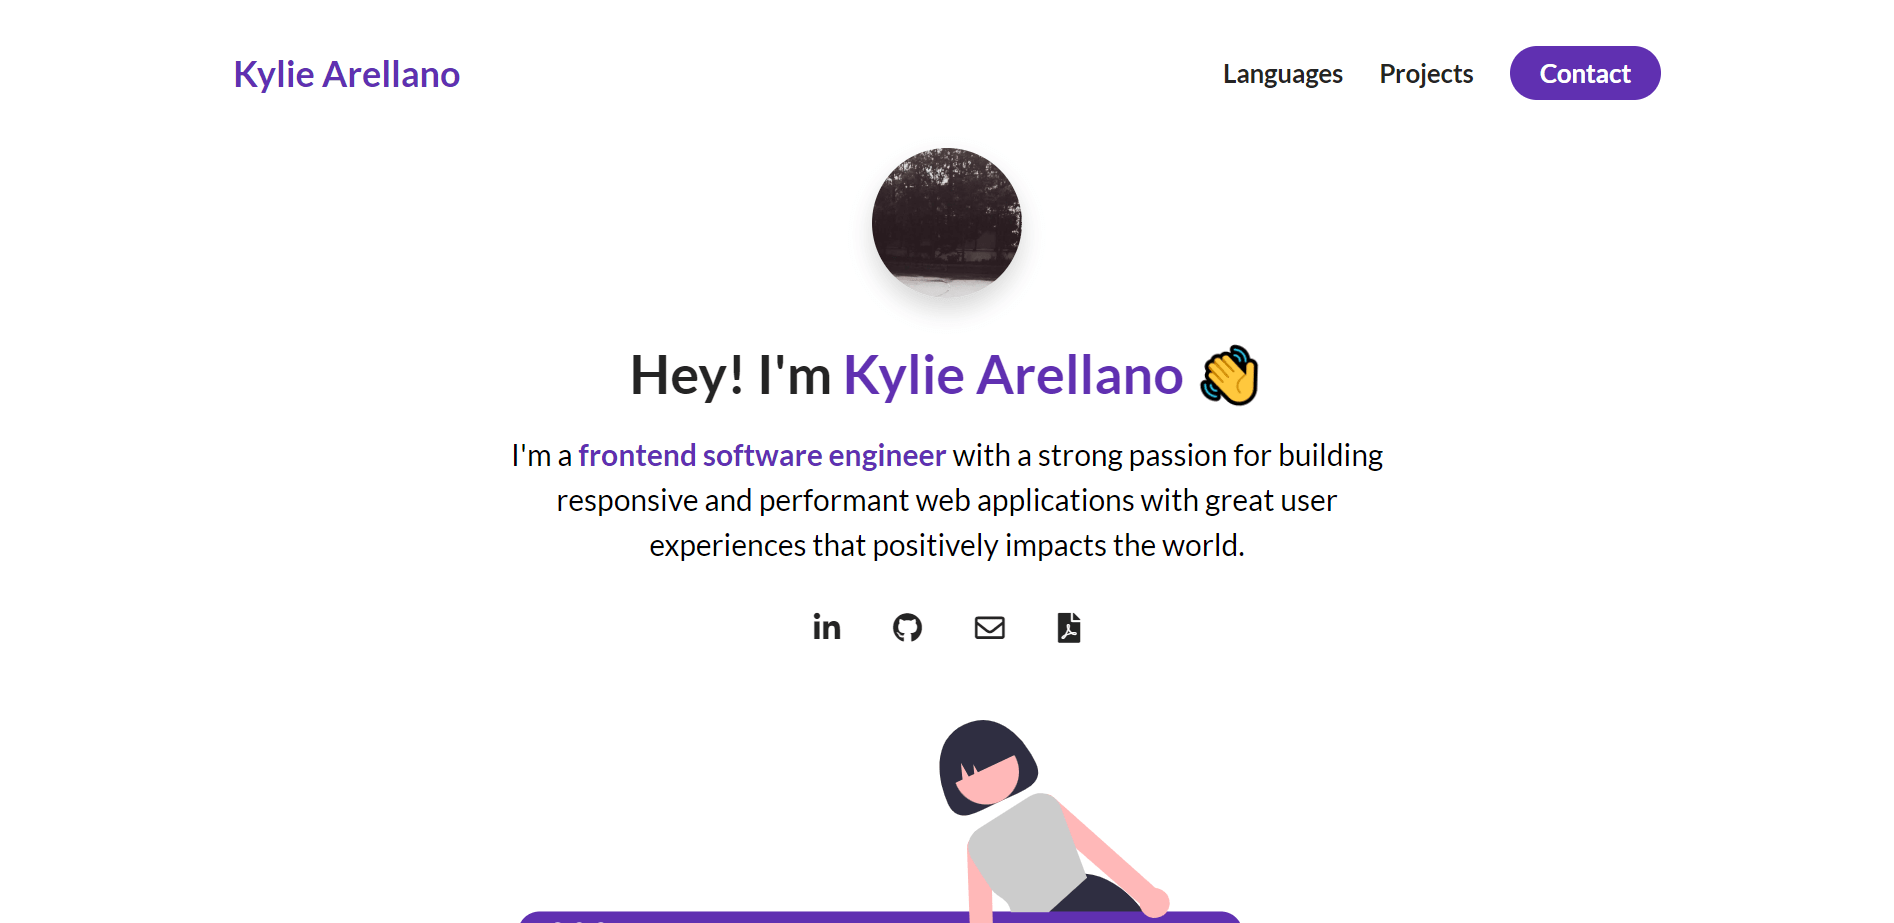 Kylie Arellano
Languages
Projects
Contact
Hey! I'm Kylie Arellano 👋
I'm a frontend software engineer with a strong passion for building
responsive and performant web applications with great user
experiences that positively impacts the world.
in